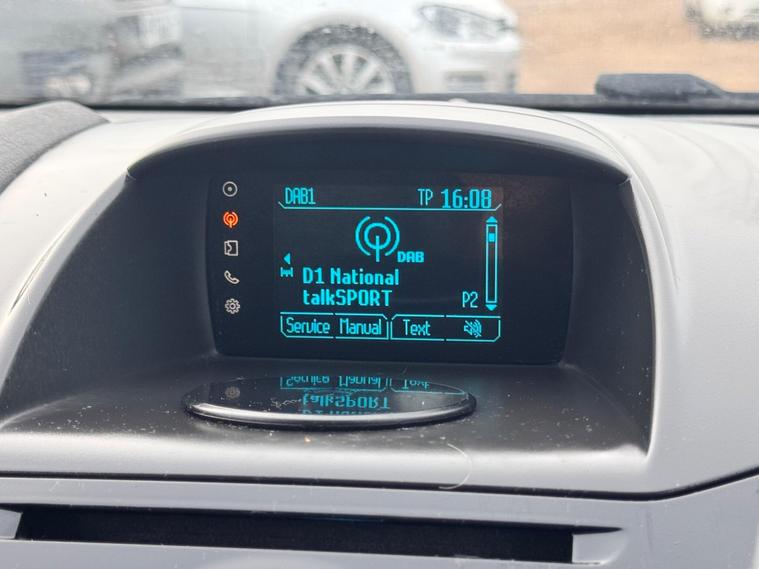 DAB1 TP 16:08
DAB
D1 National
talkSPORT P2
Service Manual Text